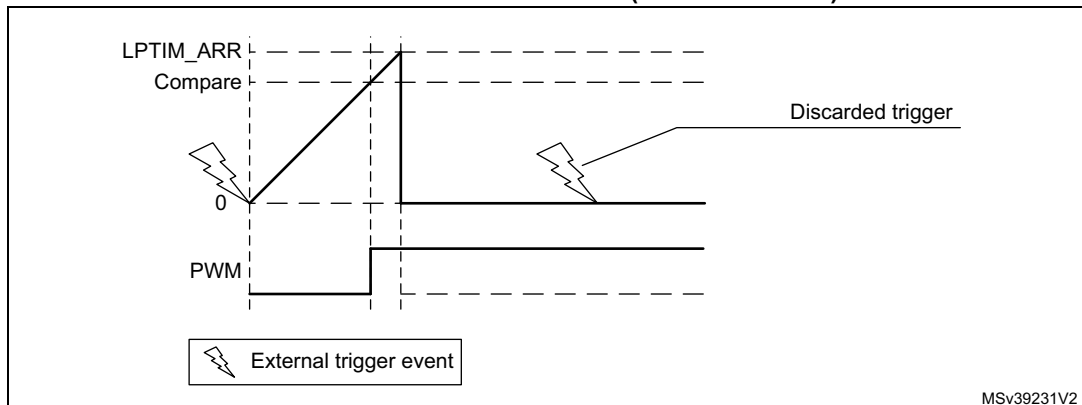 LPTIM_ARR
Compare
Discarded trigger
0
PWM
External trigger event
MSv39231V2